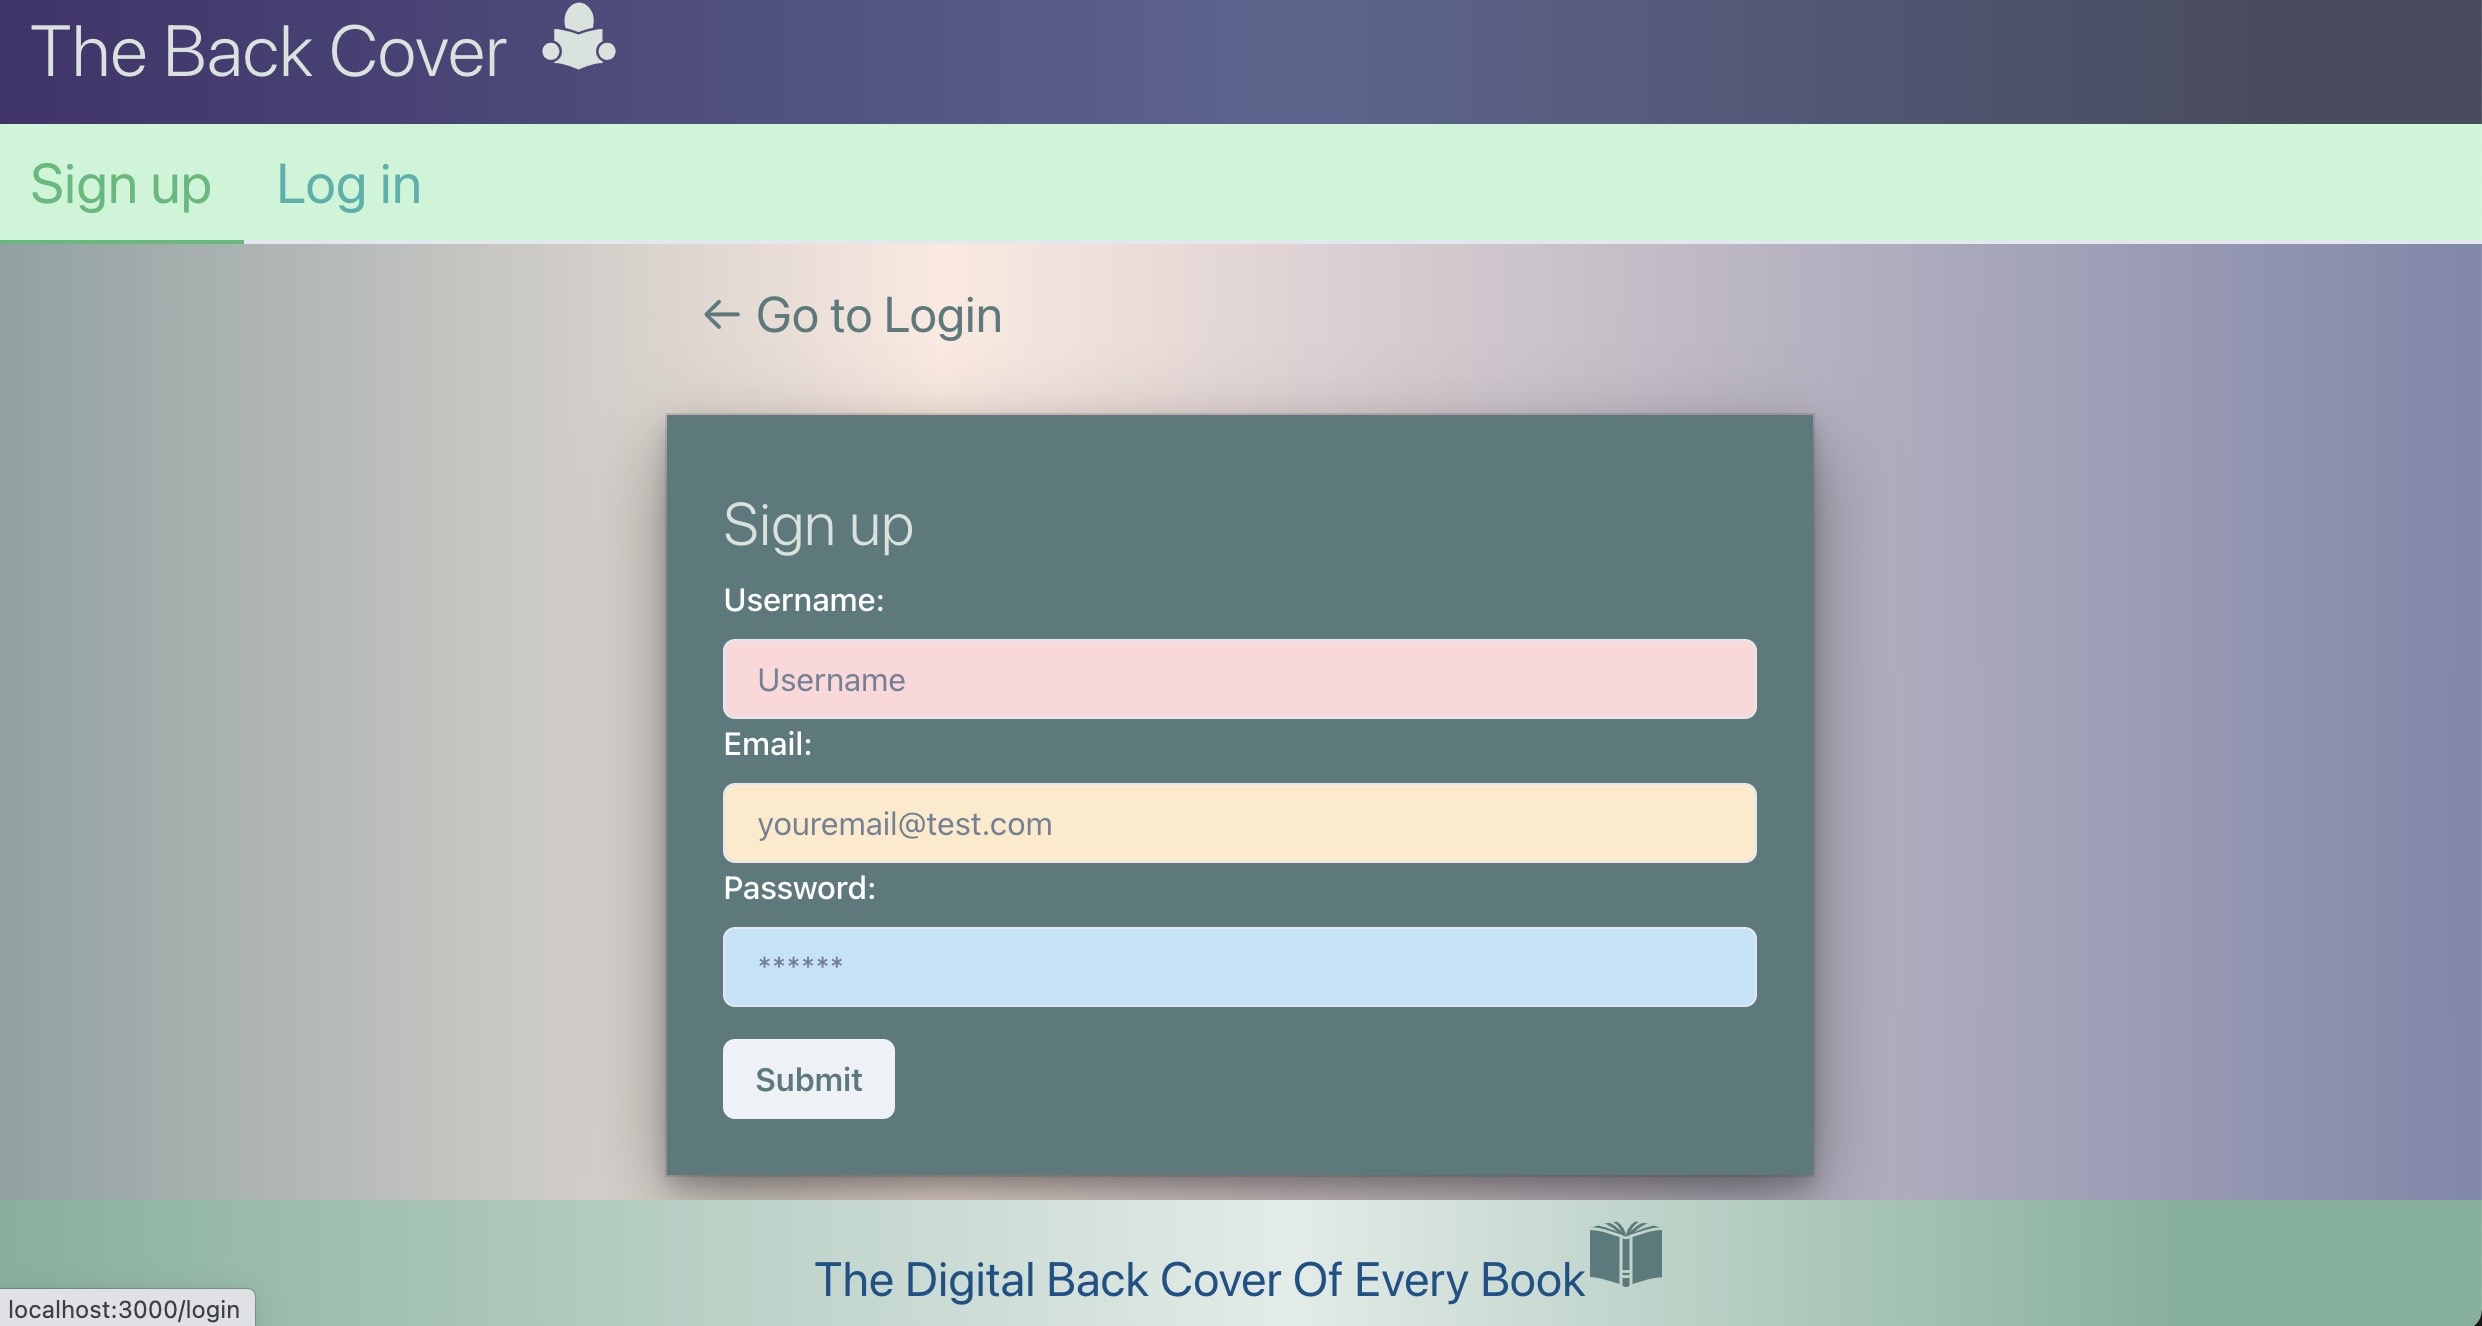 The Back Cover
Sign up Log in
← Go to Login
Sign up
Username:
Username
Email:
youremail@test.com
Password:
******
Submit
The Digital Back Cover Of Every Book
localhost:3000/login